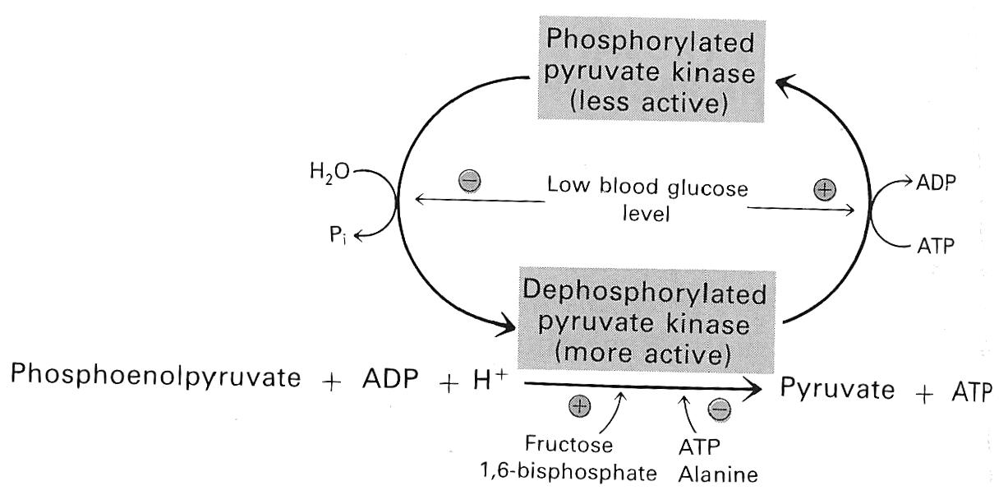 Phosphorylated
pyruvate kinase
(less active)
H₂O
Pᵢ
−
Low blood glucose
level
+
ADP
ATP
Dephosphorylated
pyruvate kinase
(more active)
Phosphoenolpyruvate + ADP + H⁺
Pyruvate + ATP
+
−
Fructose
1,6-bisphosphate
ATP
Alanine